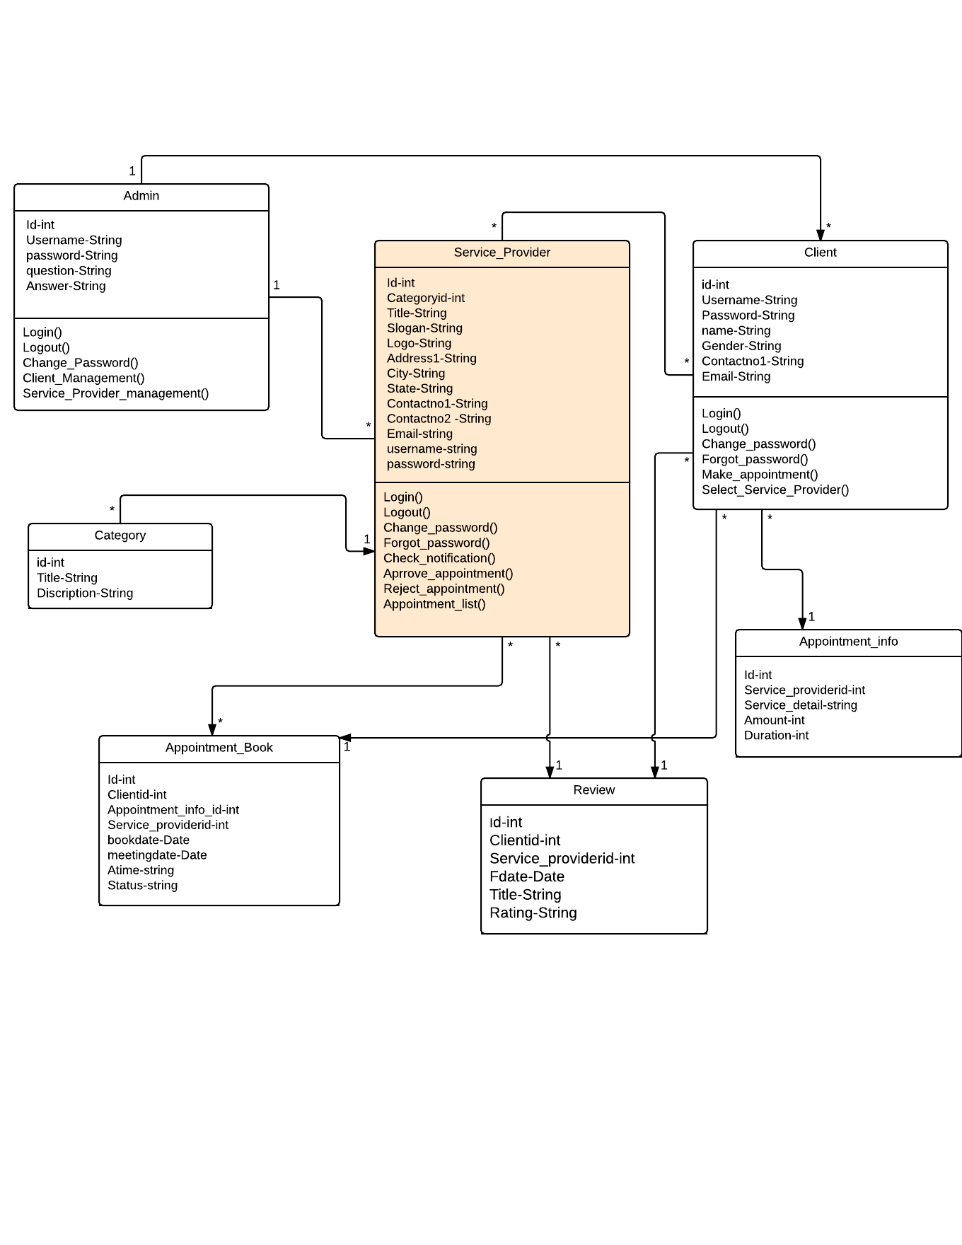 1
Admin
Id-int
Username-String
password-String
question-String
Answer-String
Login()
Logout()
Change_Password()
Client_Management()
Service_Provider_management()
1
*
*
Service_Provider
Id-int
Categoryid-int
Title-String
Slogan-String
Logo-String
Address1-String
City-String
State-String
Contactno1-String
Contactno2 -String
Email-string
username-string
password-string
Login()
Logout()
Change_password()
Forgot_password()
Check_notification()
Aprrove_appointment()
Reject_appointment()
Appointment_list()
*
Client
id-int
Username-String
Password-String
name-String
Gender-String
Contactno1-String
Email-String
Login()
Logout()
Change_password()
Forgot_password()
Make_appointment()
Select_Service_Provider()
*
*
*
*
*
Category
id-int
Title-String
Discription-String
1
1
Appointment_info
Id-int
Service_providerid-int
Service_detail-string
Amount-int
Duration-int
*
*
*
1
Appointment_Book
Id-int
Clientid-int
Appointment_info_id-int
Service_providerid-int
bookdate-Date
meetingdate-Date
Atime-string
Status-string
1
1
Review
Id-int
Clientid-int
Service_providerid-int
Fdate-Date
Title-String
Rating-String